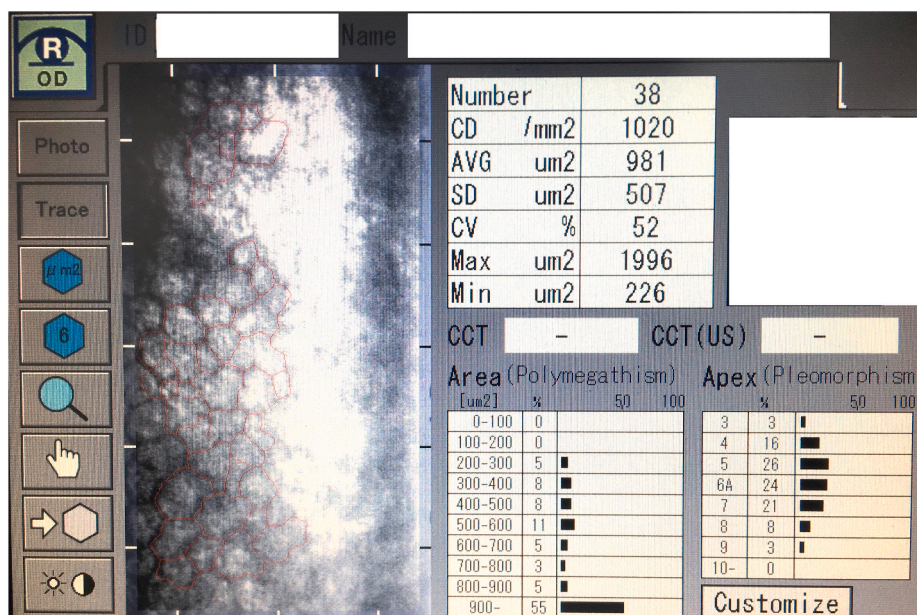 R
OD
ID
Name
Photo
Trace
μm2
6
Number 38
CD /mm2 1020
AVG um2 981
SD um2 507
CV % 52
Max um2 1996
Min um2 226
CCT - CCT(US) -
Area(Polymegathism)
[um2] % 50 100
0-100 0
100-200 0
200-300 5
300-400 8
400-500 8
500-600 11
600-700 5
700-800 3
800-900 5
900- 55
Apex(Pleomorphism
% 50 100
3 3
4 16
5 26
6A 24
7 21
8 8
9 3
10- 0
Customize